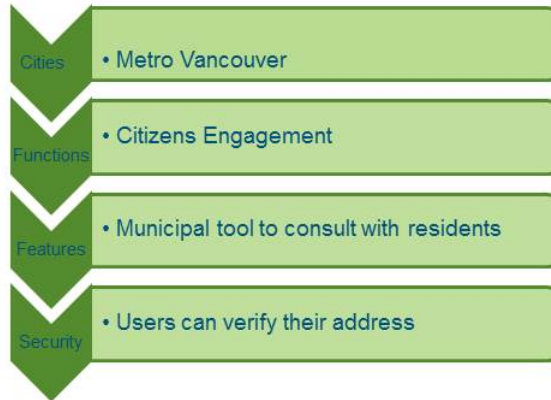 Cities
• Metro Vancouver
Functions
• Citizens Engagement
Features
• Municipal tool to consult with residents
Security
• Users can verify their address